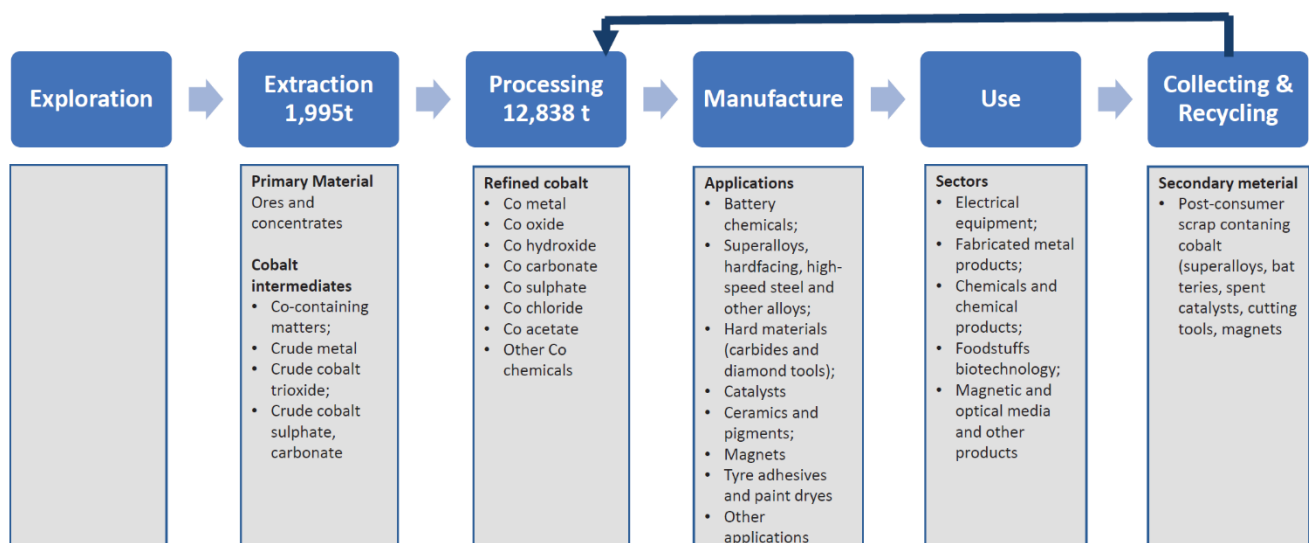 Exploration
Extraction
1,995t
Processing
12,838 t
Manufacture
Use
Collecting &
Recycling
Primary Material
Ores and
concentrates
Cobalt
intermediates
• Co-containing
matters;
• Crude metal
• Crude cobalt
trioxide;
• Crude cobalt
sulphate,
carbonate
Refined cobalt
• Co metal
• Co oxide
• Co hydroxide
• Co carbonate
• Co sulphate
• Co chloride
• Co acetate
• Other Co
chemicals
Applications
• Battery
chemicals;
• Superalloys,
hardfacing, high-
speed steel and
other alloys;
• Hard materials
(carbides and
diamond tools);
• Catalysts
• Ceramics and
pigments;
• Magnets
• Tyre adhesives
and paint dryes
• Other
applications
Sectors
• Electrical
equipment;
• Fabricated metal
products;
• Chemicals and
chemical
products;
• Foodstuffs
biotechnology;
• Magnetic and
optical media
and other
products
Secondary meterial
• Post-consumer
scrap contaning
cobalt
(superalloys, bat
teries, spent
catalysts, cutting
tools, magnets